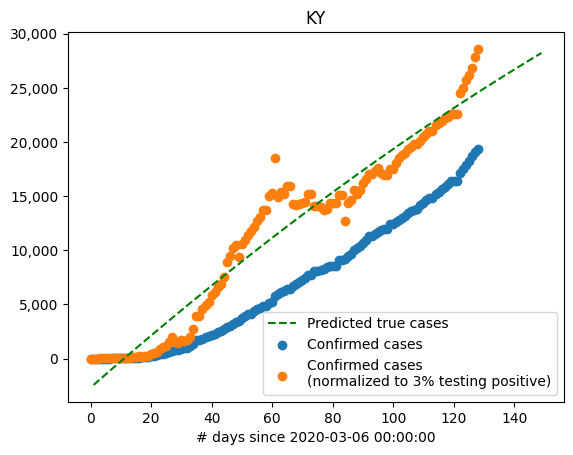 KY
30,000
25,000
20,000
15,000
10,000
5,000
0
Predicted true cases
Confirmed cases
Confirmed cases
(normalized to 3% testing positive)
0 20 40 60 80 100 120 140
# days since 2020-03-06 00:00:00